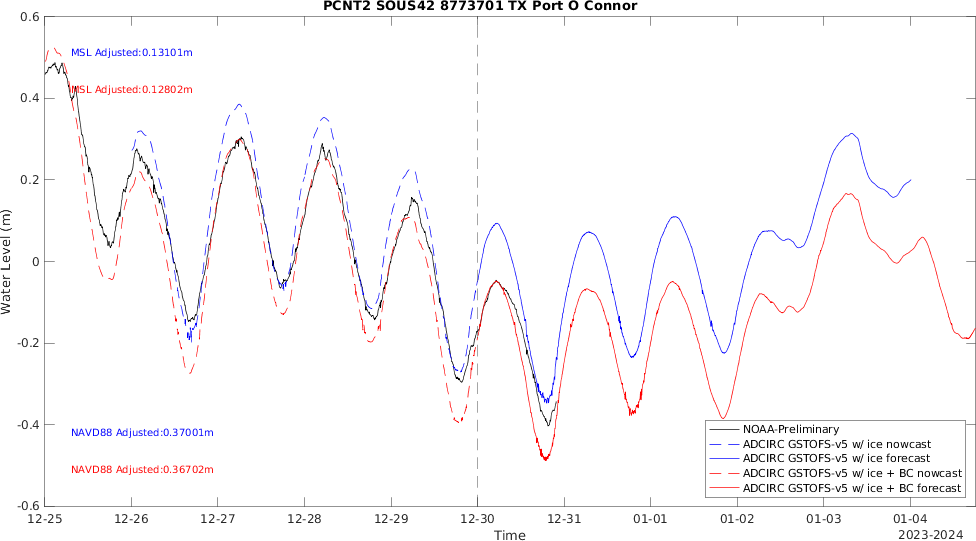 PCNT2 SOUS42 8773701 TX Port O Connor
0.6
0.4
0.2
0
-0.2
-0.4
-0.6
Water Level (m)
MSL Adjusted:0.13101m
MSL Adjusted:0.12802m
NAVD88 Adjusted:0.37001m
NAVD88 Adjusted:0.36702m
NOAA-Preliminary
ADCIRC GSTOFS-v5 w/ ice nowcast
ADCIRC GSTOFS-v5 w/ ice forecast
ADCIRC GSTOFS-v5 w/ ice + BC nowcast
ADCIRC GSTOFS-v5 w/ ice + BC forecast
12-25 12-26 12-27 12-28 12-29 12-30 12-31 01-01 01-02 01-03 01-04
Time
2023-2024